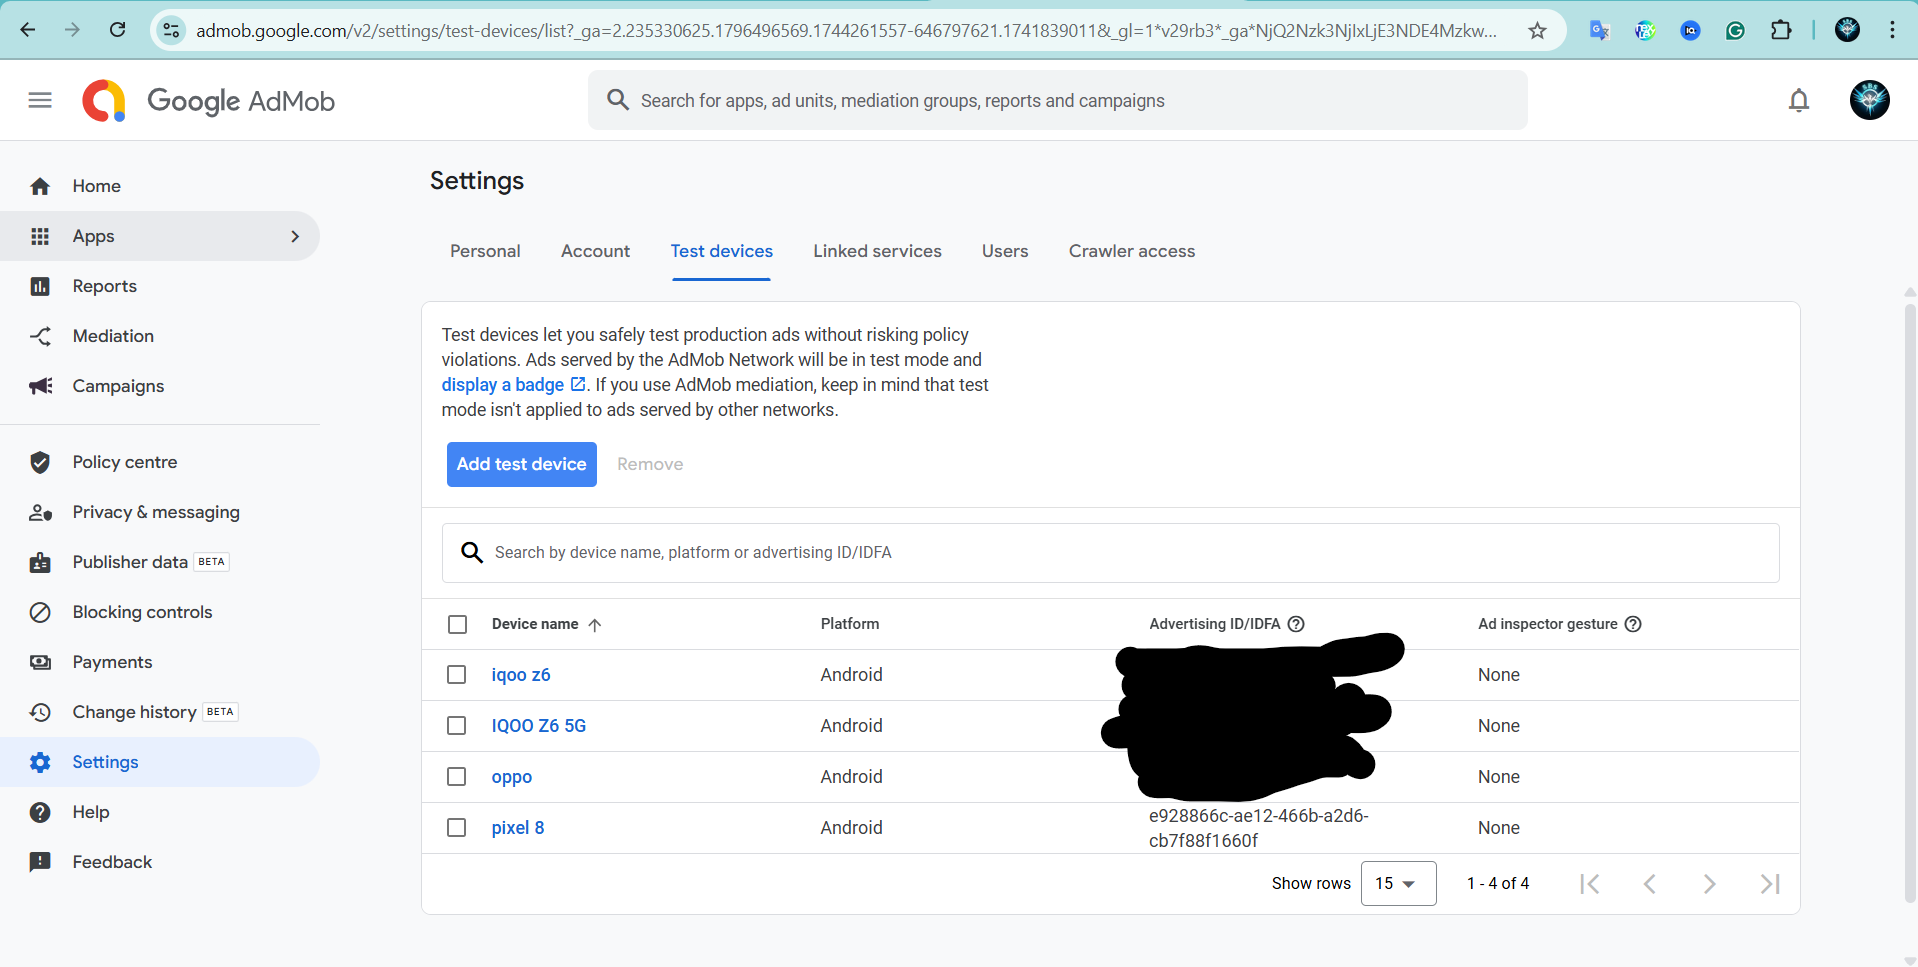 admob.google.com/v2/settings/test-devices/list?_ga=2.235330625.1796496569.1744261557-646797621.1741839011&_gl=1*v29rb3*_ga*NjQ2Nzk3NjIxLjE3NDE4Mzkw...
Google AdMob
Search for apps, ad units, mediation groups, reports and campaigns
Home
Apps
Reports
Mediation
Campaigns
Policy centre
Privacy & messaging
Publisher data BETA
Blocking controls
Payments
Change history BETA
Settings
Help
Feedback
Settings
Personal Account Test devices Linked services Users Crawler access
Test devices let you safely test production ads without risking policy
violations. Ads served by the AdMob Network will be in test mode and
display a badge. If you use AdMob mediation, keep in mind that test
mode isn't applied to ads served by other networks.
Add test device Remove
Search by device name, platform or advertising ID/IDFA
Device name Platform Advertising ID/IDFA Ad inspector gesture
iqoo z6 Android None
IQOO Z6 5G Android None
oppo Android None
pixel 8 Android e928866c-ae12-466b-a2d6- None
cb7f88f1660f
Show rows 15 1 - 4 of 4